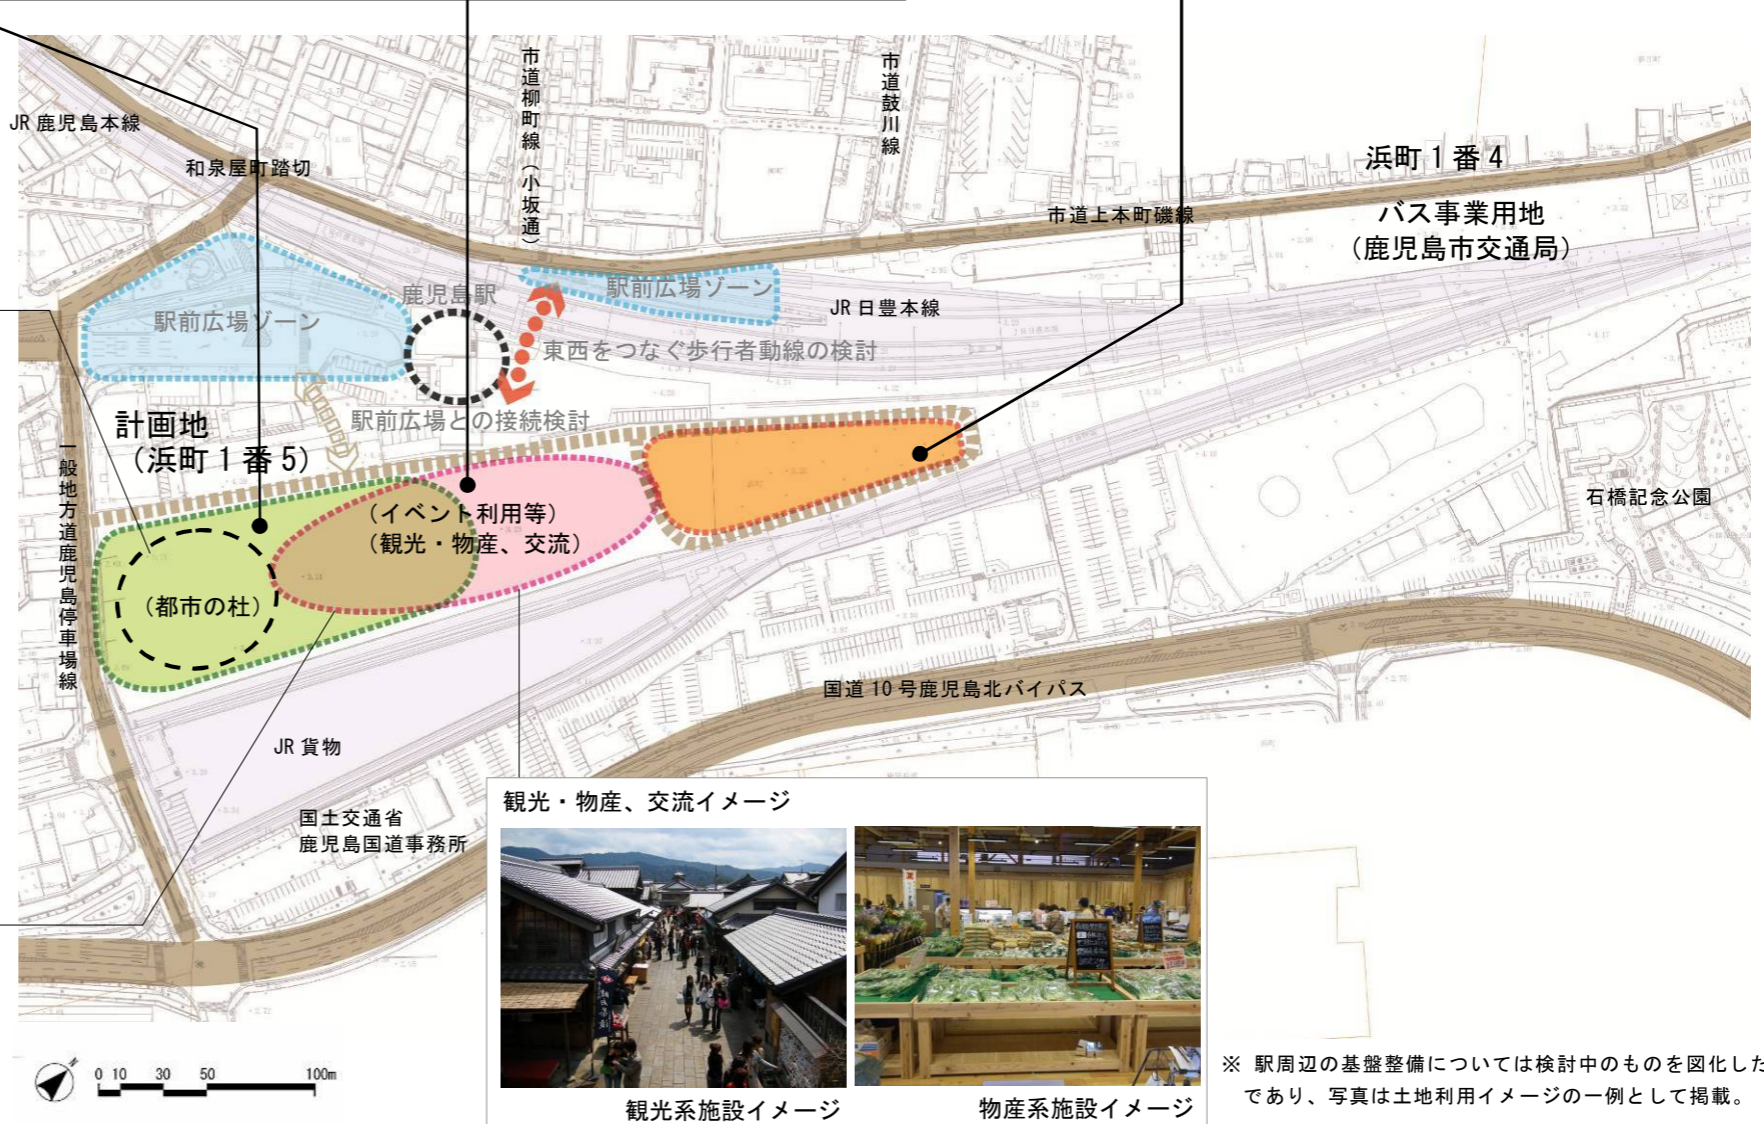 市道柳町線（小坂通）
市道鼓川線
JR 鹿児島本線
和泉屋町踏切
浜町１番４
バス事業用地
（鹿児島市交通局）
市道上本町磯線
鹿児島駅
駅前広場ゾーン
駅前広場ゾーン
JR 日豊本線
東西をつなぐ歩行者動線の検討
駅前広場との接続検討
計画地
（浜町１番５）
一般地方道鹿児島停車場線
（イベント利用等）
（観光・物産、交流）
（都市の杜）
石橋記念公園
国道 10 号鹿児島北バイパス
JR 貨物
国土交通省
鹿児島国道事務所
観光・物産、交流イメージ
観光系施設イメージ
物産系施設イメージ
N
0 10 30 50 100m
※ 駅周辺の基盤整備については検討中のものを図化した
であり、写真は土地利用イメージの一例として掲載。